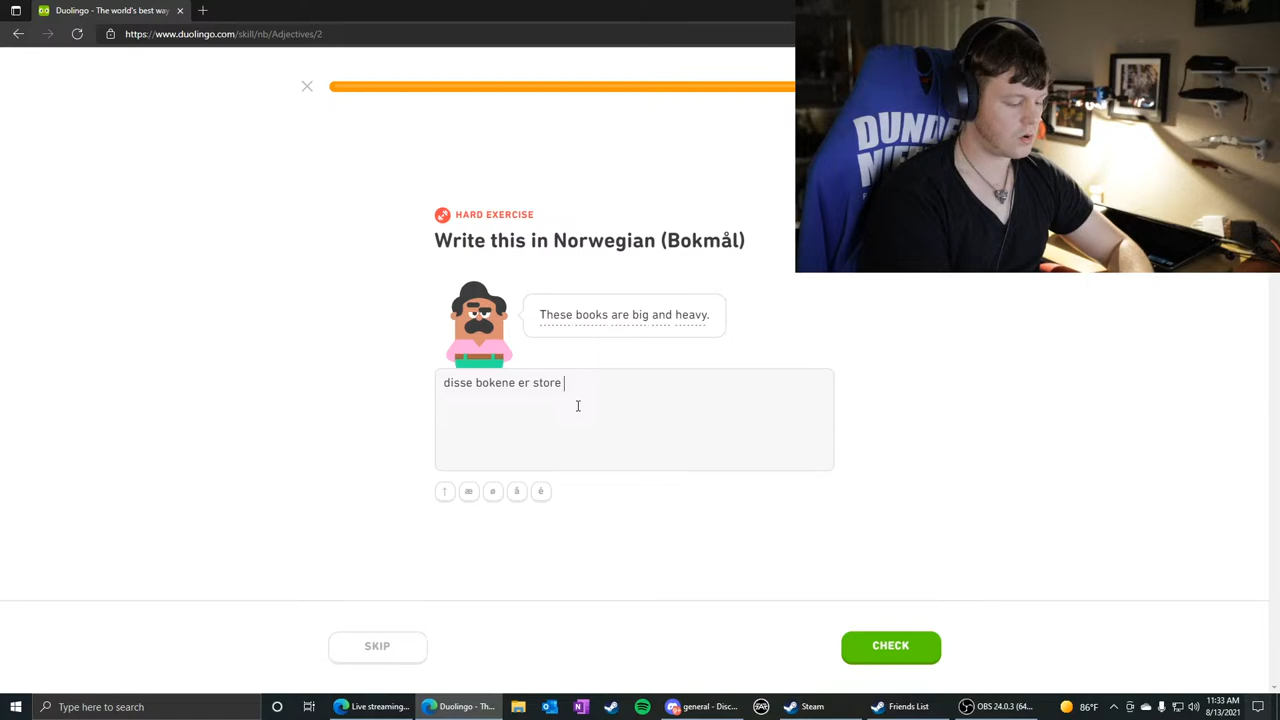 Duolingo - The world's best way
https://www.duolingo.com/skill/nb/Adjectives/2
DUNDE
NIFF
HARD EXERCISE
Write this in Norwegian (Bokmål)
These books are big and heavy.
disse bokene er store
↑ æ ø å é
SKIP
CHECK
Type here to search
Live streaming...
Duolingo - Th...
general - Disc...
Steam
Friends List
OBS 24.0.3 (64...
86°F
11:33 AM
8/13/2021